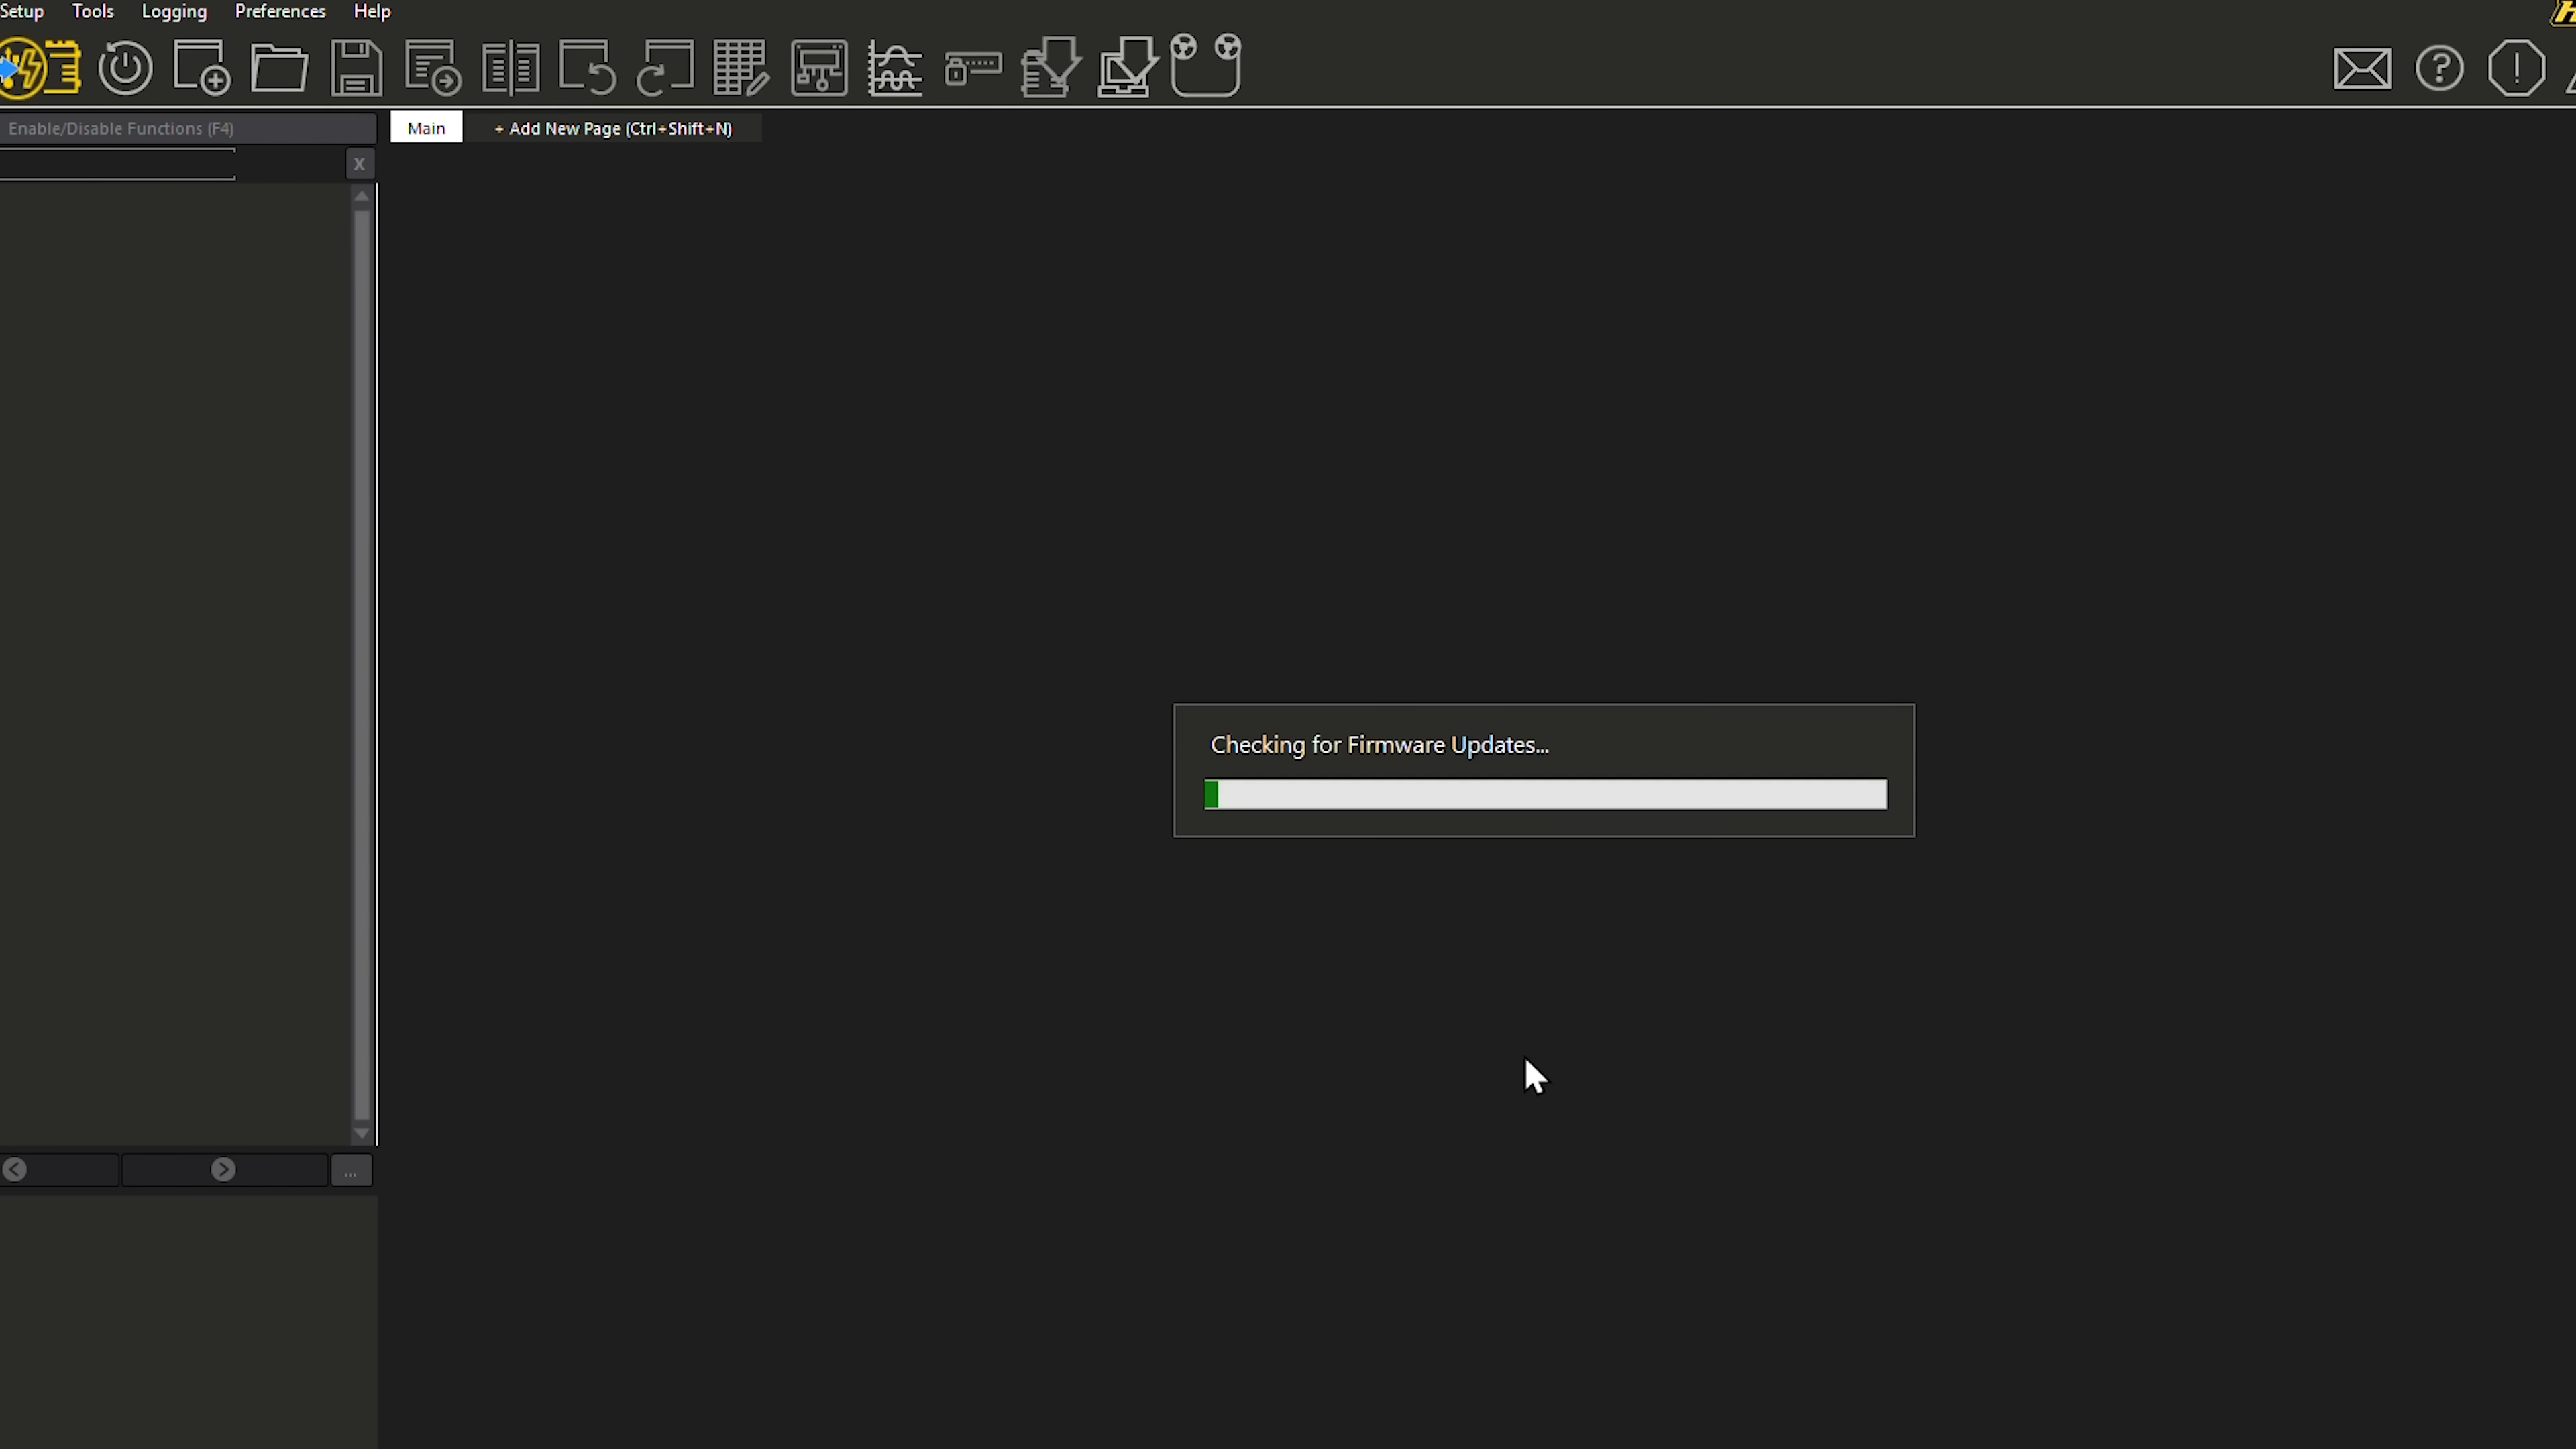 Setup Tools Logging Preferences Help
Enable/Disable Functions (F4)
x
Main + Add New Page (Ctrl+Shift+N)
Checking for Firmware Updates...
...